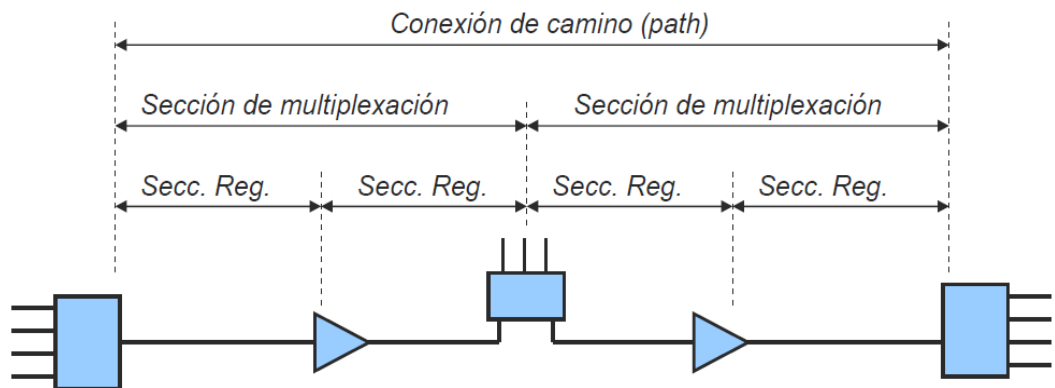 Conexión de camino (path)
Sección de multiplexación Sección de multiplexación
Secc. Reg. Secc. Reg. Secc. Reg. Secc. Reg.